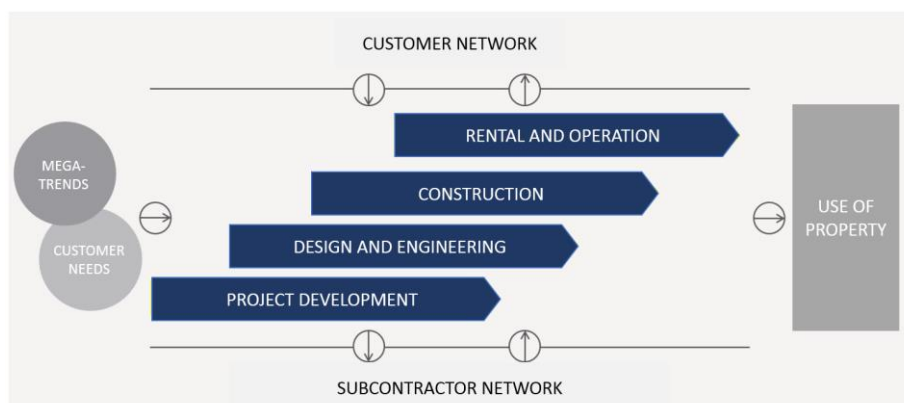 CUSTOMER NETWORK
RENTAL AND OPERATION
MEGA-
TRENDS
CONSTRUCTION
USE OF
PROPERTY
CUSTOMER
NEEDS
DESIGN AND ENGINEERING
PROJECT DEVELOPMENT
SUBCONTRACTOR NETWORK